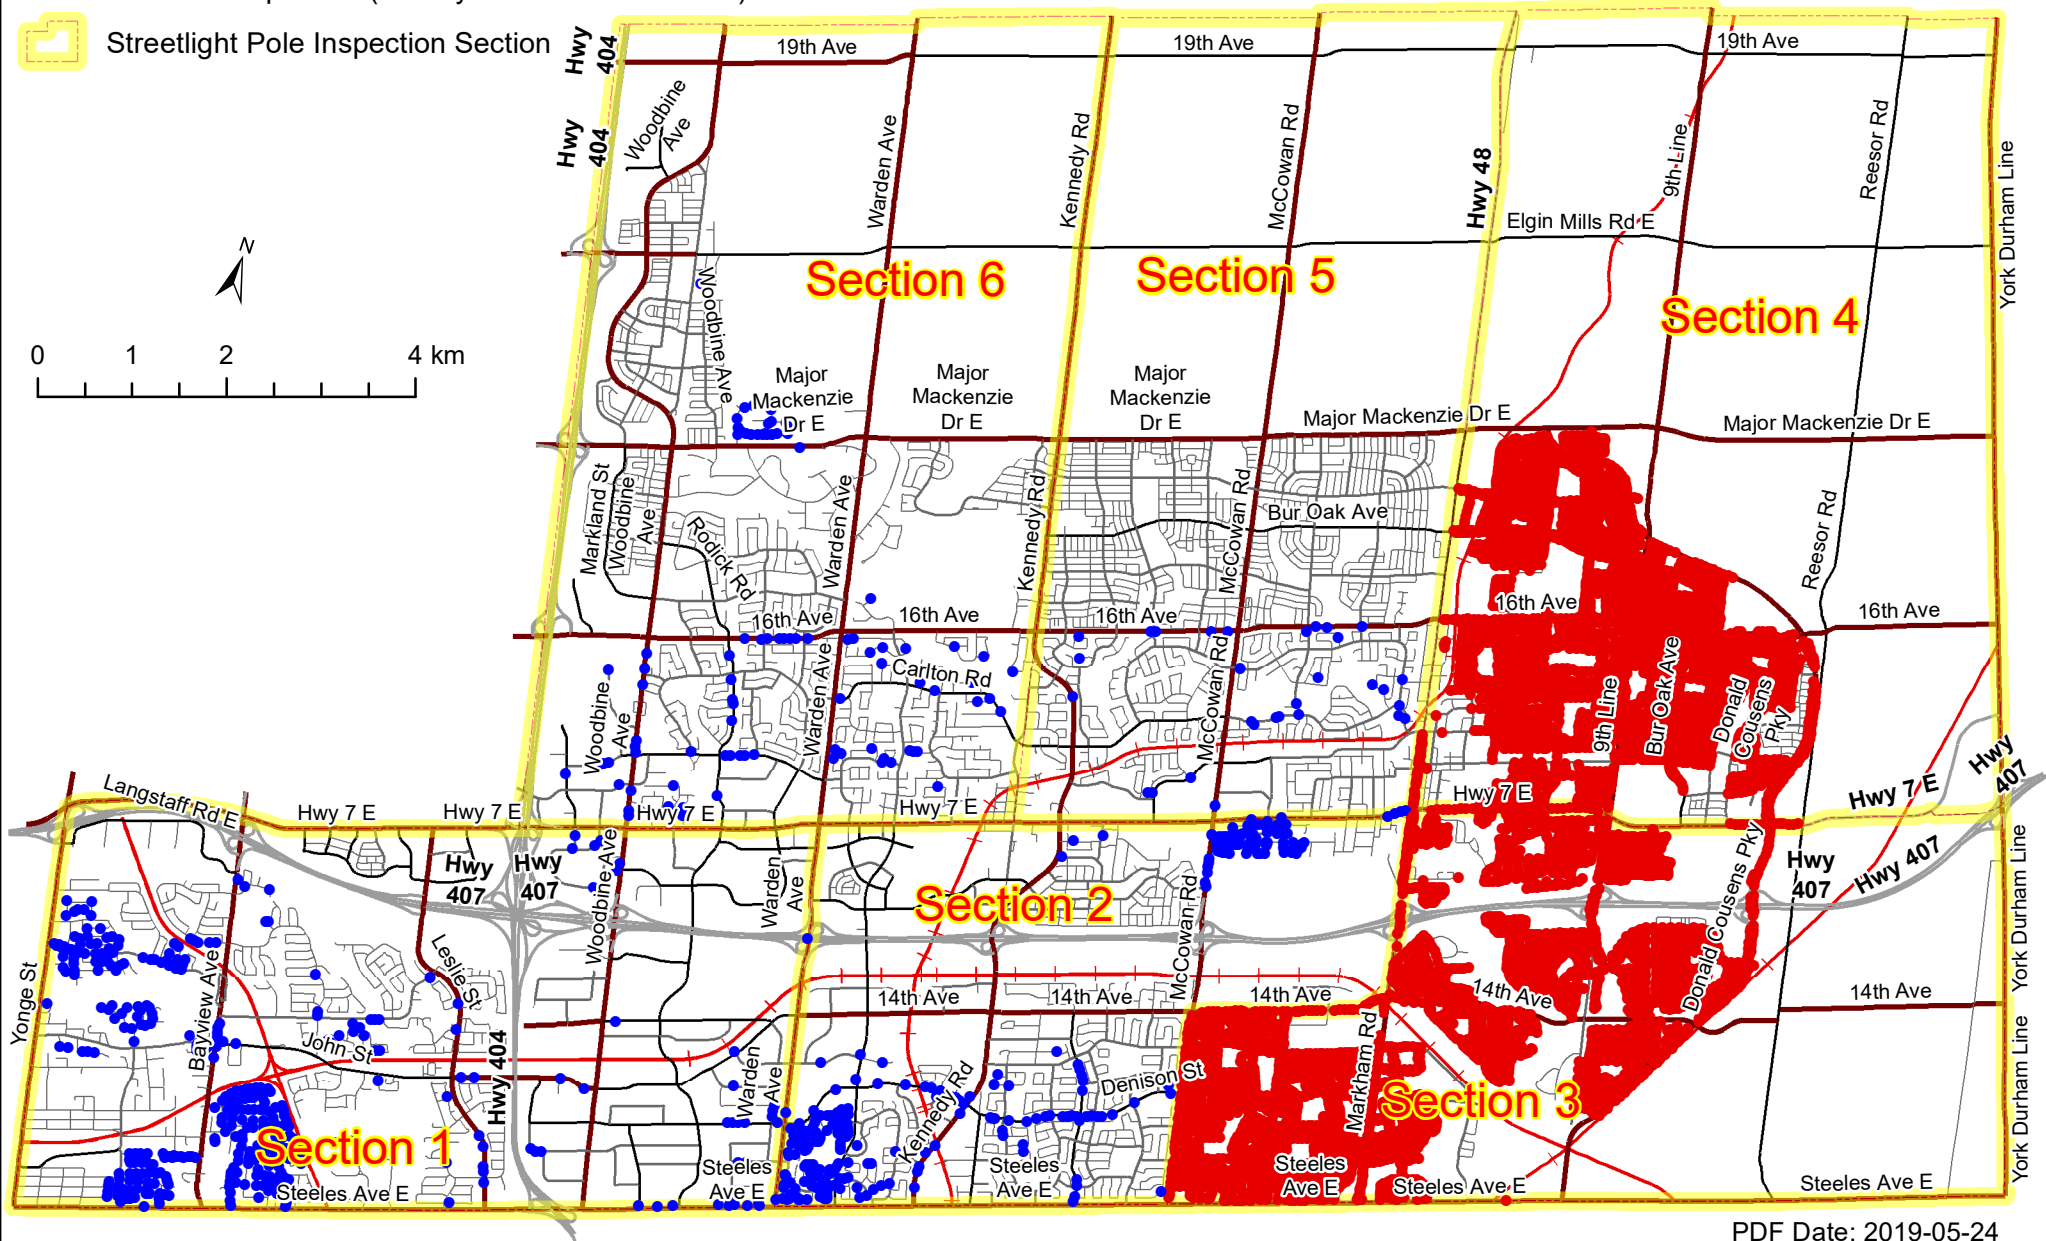 Streetlight Pole Inspection Section
Hwy
404
19th Ave
19th Ave
19th Ave
Hwy
404
Woodbine
Ave
Warden Ave
Kennedy Rd
McCowan Rd
Hwy 48
9th Line
Reesor Rd
York Durham Line
Elgin Mills Rd E
N
Section 6
Section 5
Section 4
Woodbine Ave
0 1 2 4 km
Major
Mackenzie
Dr E
Major
Mackenzie
Dr E
Major
Mackenzie
Dr E
Major Mackenzie Dr E
Major Mackenzie Dr E
Markland St
Woodbine
Ave
Rodick Rd
Warden Ave
Kennedy Rd
McCowan Rd
Bur Oak Ave
Reesor Rd
16th Ave
16th Ave
16th Ave
16th Ave
16th Ave
Carlton Rd
Woodbine
Ave
Warden Ave
McCowan Rd
9th Line
Bur Oak Ave
Donald
Cousens
Pky
Hwy
407
Langstaff Rd E
Hwy 7 E
Hwy 7 E
Hwy 7 E
Hwy 7 E
Hwy 7 E
Hwy 7 E
Hwy
407
Hwy
407
Woodbine Ave
Warden
Ave
Section 2
McCowan Rd
Donald Cousens Pky
Hwy
407
Hwy 407
York Durham Line
Yonge St
Bayview Ave
Leslie St
John St
Hwy 404
14th Ave
14th Ave
14th Ave
14th Ave
14th Ave
Warden
Ave
Kennedy Rd
Denison St
Markham Rd
Section 3
York Durham Line
Section 1
Steeles Ave E
Steeles
Ave E
Steeles
Ave E
Steeles
Ave E
Steeles Ave E
Steeles Ave E
PDF Date: 2019-05-24